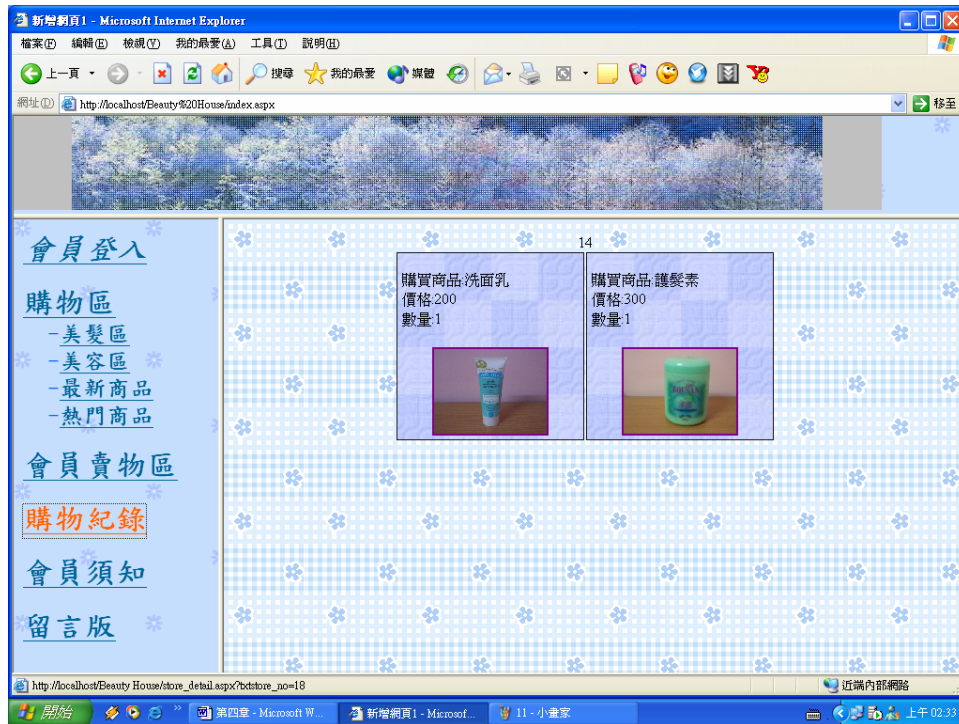 新增網頁1 - Microsoft Internet Explorer
檔案(F) 編輯(E) 檢視(V) 我的最愛(A) 工具(T) 說明(H)
上一頁 搜尋 我的最愛 媒體
網址(D) http://localhost/Beauty%20House/index.aspx 移至
會員登入
購物區
-美髮區
-美容區
-最新商品
-熱門商品
會員賣物區
購物紀錄
會員須知
留言版
14
購買商品:洗面乳
價格:200
數量:1
購買商品:護髮素
價格:300
數量:1
http://localhost/Beauty House/store_detail.aspx?txtstore_no=18 近端內部網路
開始 第四章 - Microsoft W... 新增網頁1 - Microsof... 11 - 小畫家 上午 02:33